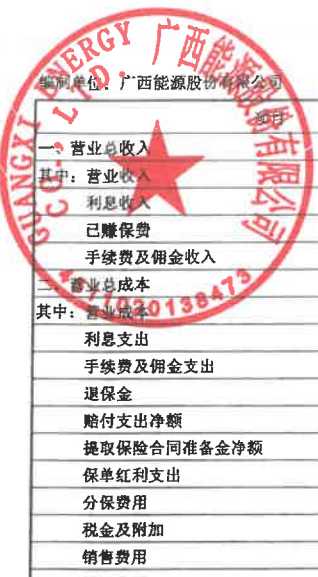 编制单位：广西能源股份有限公司
项目
一、营业总收入
其中：营业收入
利息收入
已赚保费
手续费及佣金收入
二、营业总成本
其中：营业成本
利息支出
手续费及佣金支出
退保金
赔付支出净额
提取保险合同准备金净额
保单红利支出
分保费用
税金及附加
销售费用
GUANGXI ENERGY CO., LTD.
广西能源股份有限公司